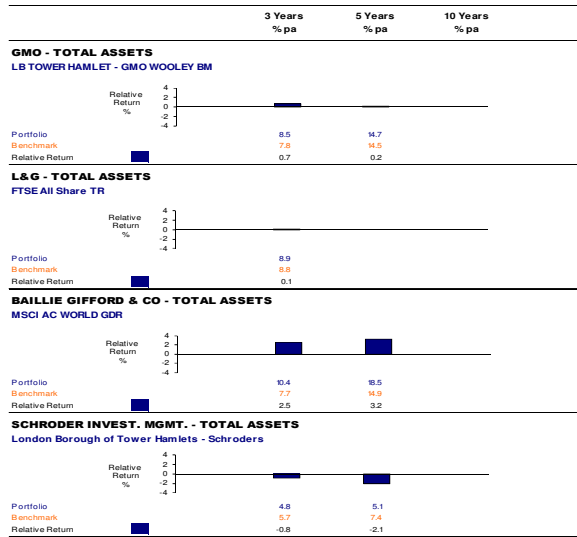 3 Years 5 Years 10 Years
% pa % pa % pa
GMO - TOTAL ASSETS
LB TOWER HAMLET - GMO WOOLEY BM
Relative
Return
%
4
2
0
-2
-4
Portfolio 8.5 14.7
Benchmark 7.8 14.5
Relative Return 0.7 0.2
L&G - TOTAL ASSETS
FTSE All Share TR
Relative
Return
%
4
2
0
-2
-4
Portfolio 8.9
Benchmark 8.8
Relative Return 0.1
BAILLIE GIFFORD & CO - TOTAL ASSETS
MSCI AC WORLD GDR
Relative
Return
%
4
2
0
-2
-4
Portfolio 10.4 18.5
Benchmark 7.7 14.9
Relative Return 2.5 3.2
SCHRODER INVEST. MGMT. - TOTAL ASSETS
London Borough of Tower Hamlets - Schroders
Relative
Return
%
4
2
0
-2
-4
Portfolio 4.8 5.1
Benchmark 5.7 7.4
Relative Return -0.8 -2.1